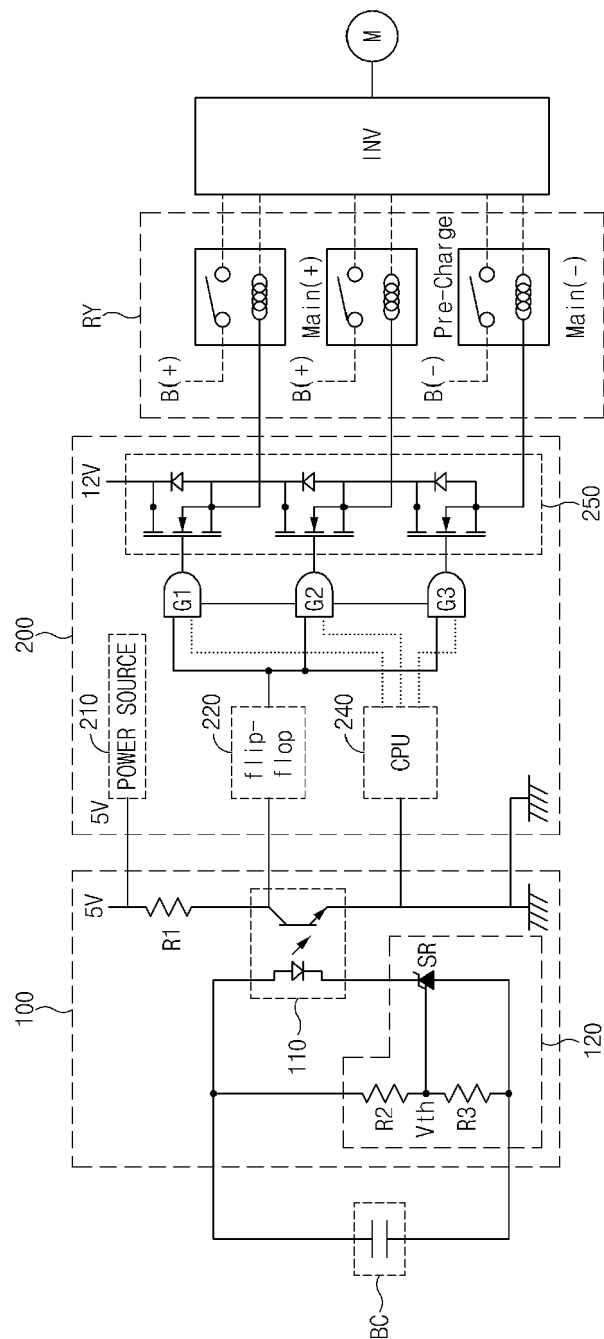 BC
100
5V
R1
110
R2
Vth
R3
SR
120
200
5V
210
POWER SOURCE
220
flip-
flop
240
CPU
12V
G1
G2
G3
250
RY
B(+)
Main(+)
B(+)
Pre-Charge
B(-)
Main(-)
INV
M